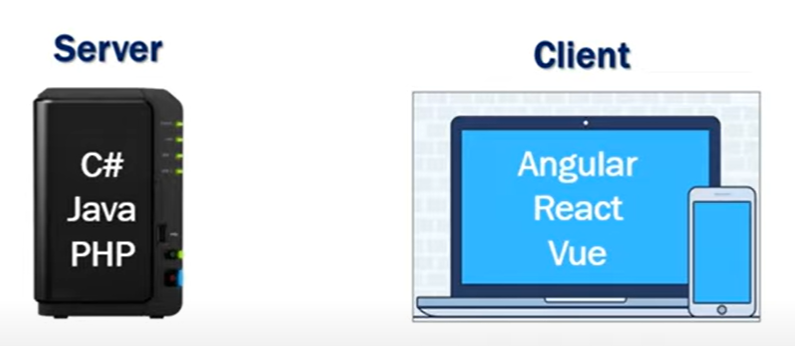 Server
C#
Java
PHP
Client
Angular
React
Vue